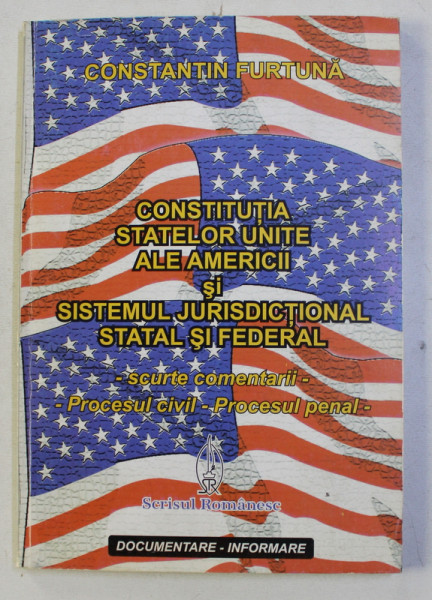 CONSTANTIN FURTUNĂ
CONSTITUȚIA
STATELOR UNITE
ALE AMERICII
și
SISTEMUL JURISDICȚIONAL
STATAL ȘI FEDERAL
- scurte comentarii -
- Procesul civil - Procesul penal -
SR
Scrisul Românesc
DOCUMENTARE - INFORMARE